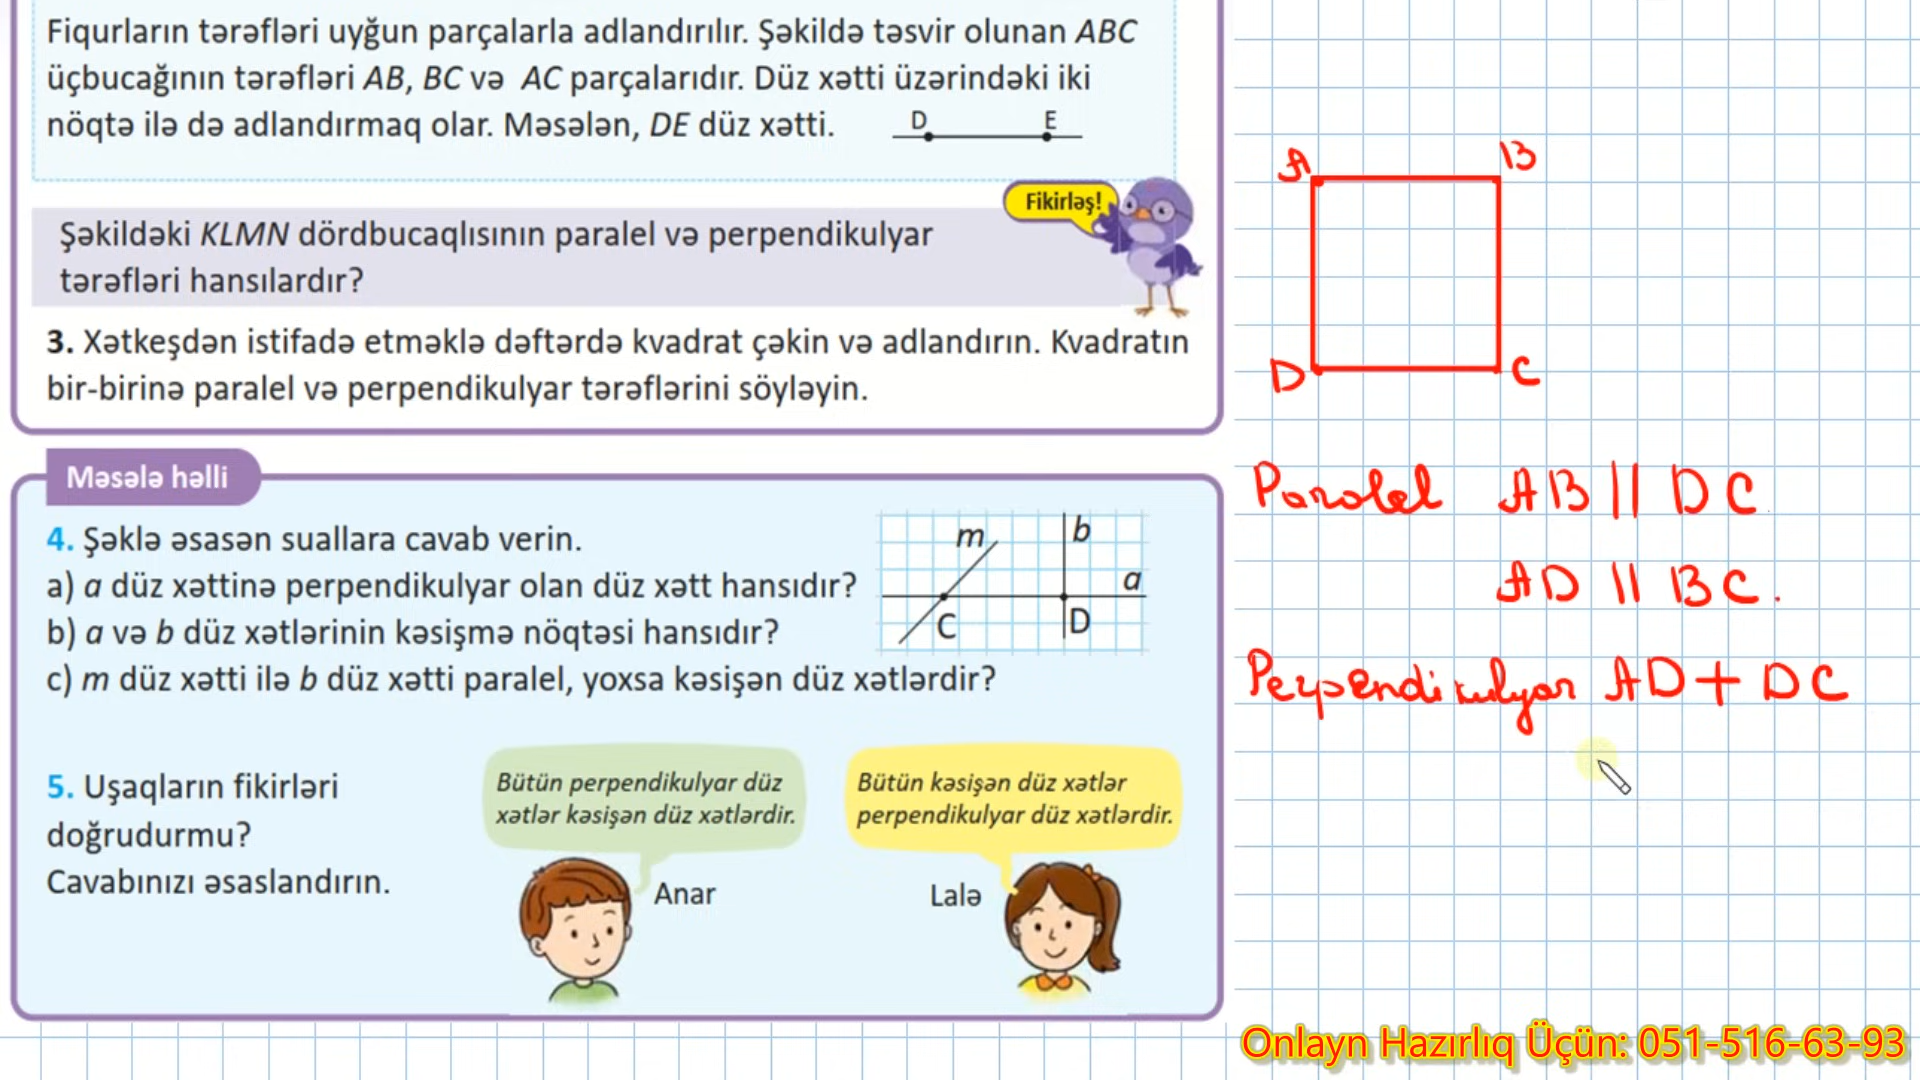 Fiqurların tərəfləri uyğun parçalarla adlandırılır. Şəkildə təsvir olunan ABC
üçbucağının tərəfləri AB, BC və AC parçalarıdır. Düz xətti üzərindəki iki
nöqtə ilə də adlandırmaq olar. Məsələn, DE düz xətti.
D E
Fikirləş!
Şəkildəki KLMN dördbucaqlısının paralel və perpendikulyar
tərəfləri hansılardır?
3. Xətkeşdən istifadə etməklə dəftərdə kvadrat çəkin və adlandırın. Kvadratın
bir-birinə paralel və perpendikulyar tərəflərini söyləyin.
Məsələ həlli
4. Şəklə əsasən suallara cavab verin.
a) a düz xəttinə perpendikulyar olan düz xətt hansıdır?
b) a və b düz xətlərinin kəsişmə nöqtəsi hansıdır?
c) m düz xətti ilə b düz xətti paralel, yoxsa kəsişən düz xətlərdir?
m b
a
C D
5. Uşaqların fikirləri
doğrudurmu?
Cavabınızı əsaslandırın.
Bütün perpendikulyar düz
xətlər kəsişən düz xətlərdir.
Anar
Bütün kəsişən düz xətlər
perpendikulyar düz xətlərdir.
Lalə
A B
D C
Paralel AB || DC
AD || BC.
Perpendikulyar AD + DC
Onlayn Hazırlıq Üçün: 051-516-63-93